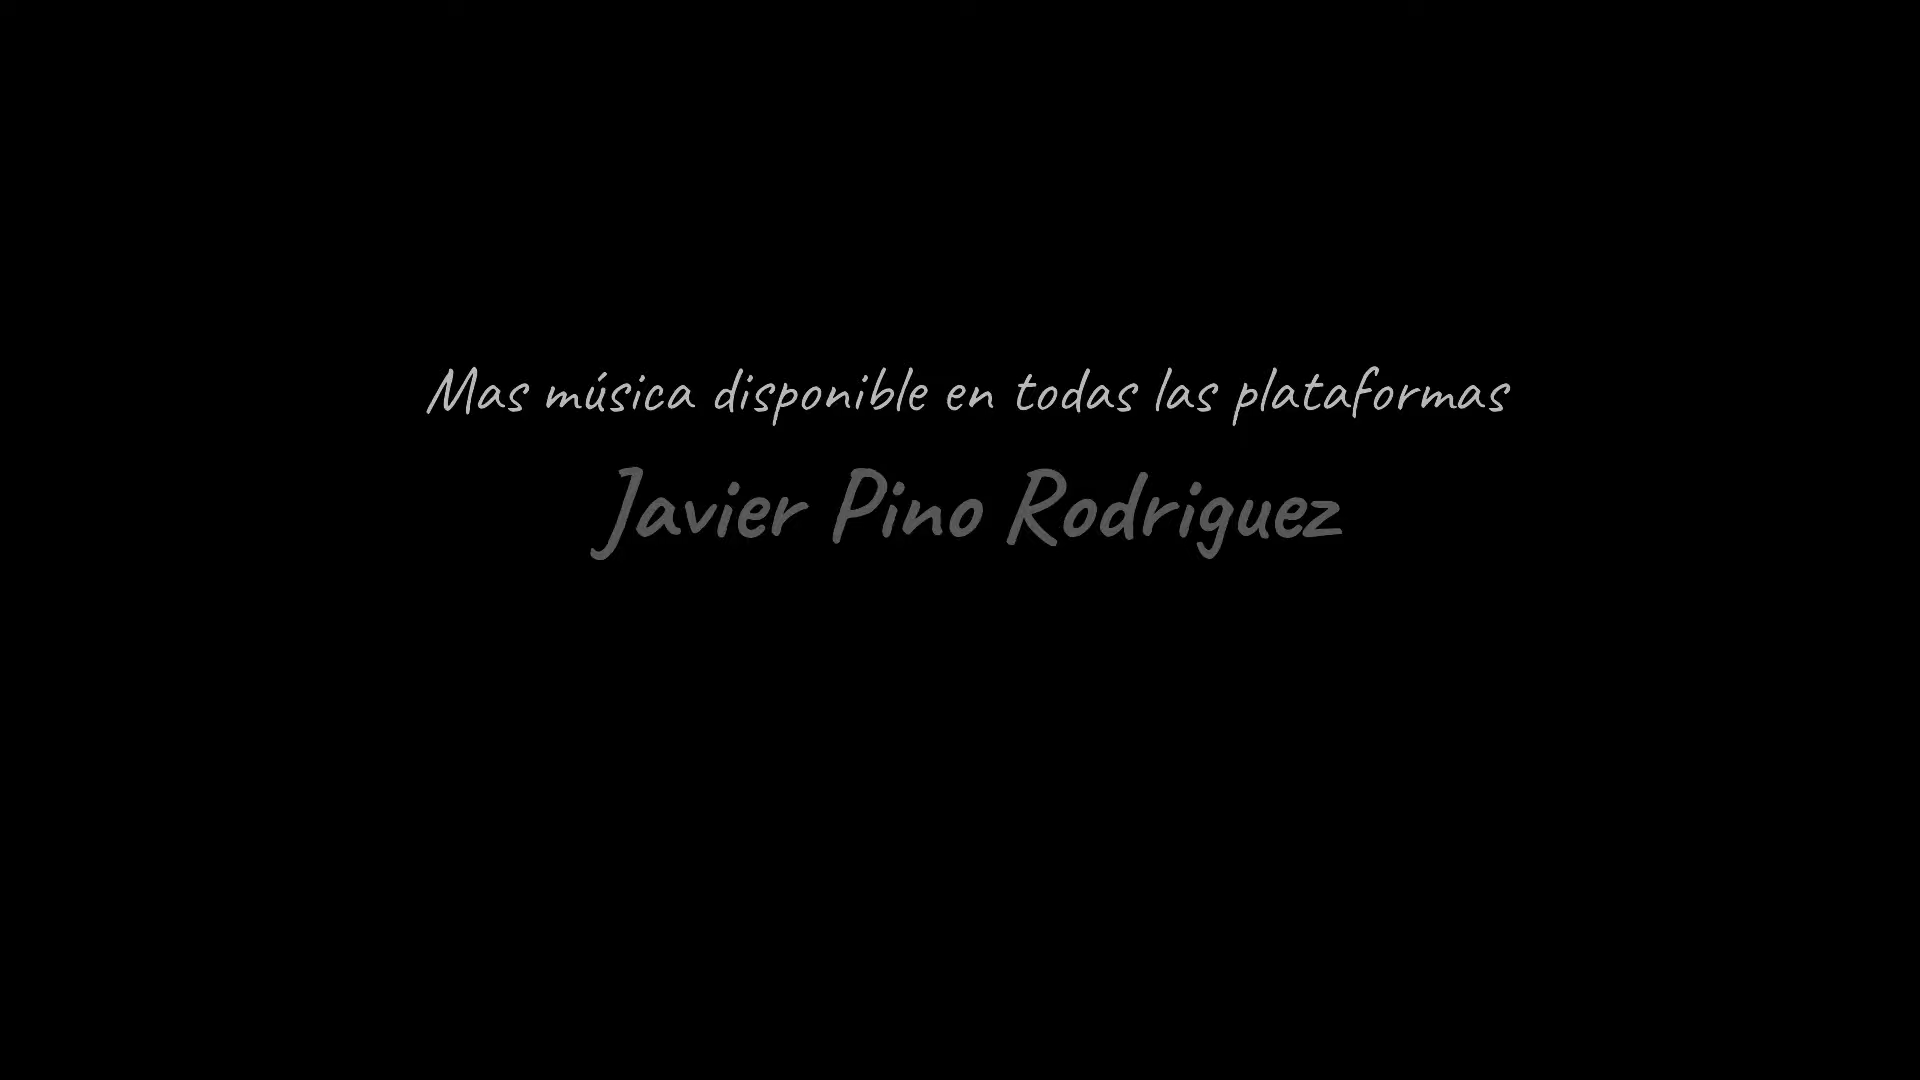 Mas música disponible en todas las plataformas
Javier Pino Rodriguez